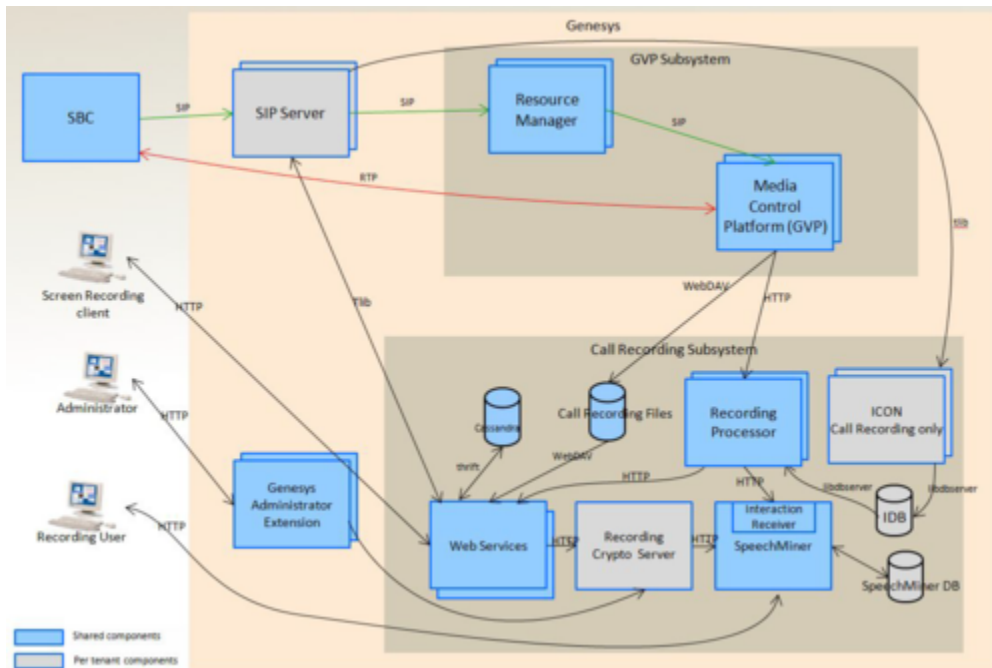 Genesys
GVP Subsystem
SBC
SIP
SIP Server
SIP
Resource
Manager
SIP
RTP
Media
Control
Platform (GVP)
tlib
Screen Recording
client
HTTP
Tlib
WebDAV
HTTP
Call Recording Subsystem
Administrator
HTTP
Cassandra
Call Recording Files
Recording
Processor
ICON
Call Recording only
thrift
WebDAV
HTTP
HTTP
libdbserver
libdbserver
Genesys
Administrator
Extension
Recording User
HTTP
Web Services
HTTP
Recording
Crypto Server
HTTP
Interaction
Receiver
SpeechMiner
IDB
SpeechMiner DB
Shared components
Per tenant components